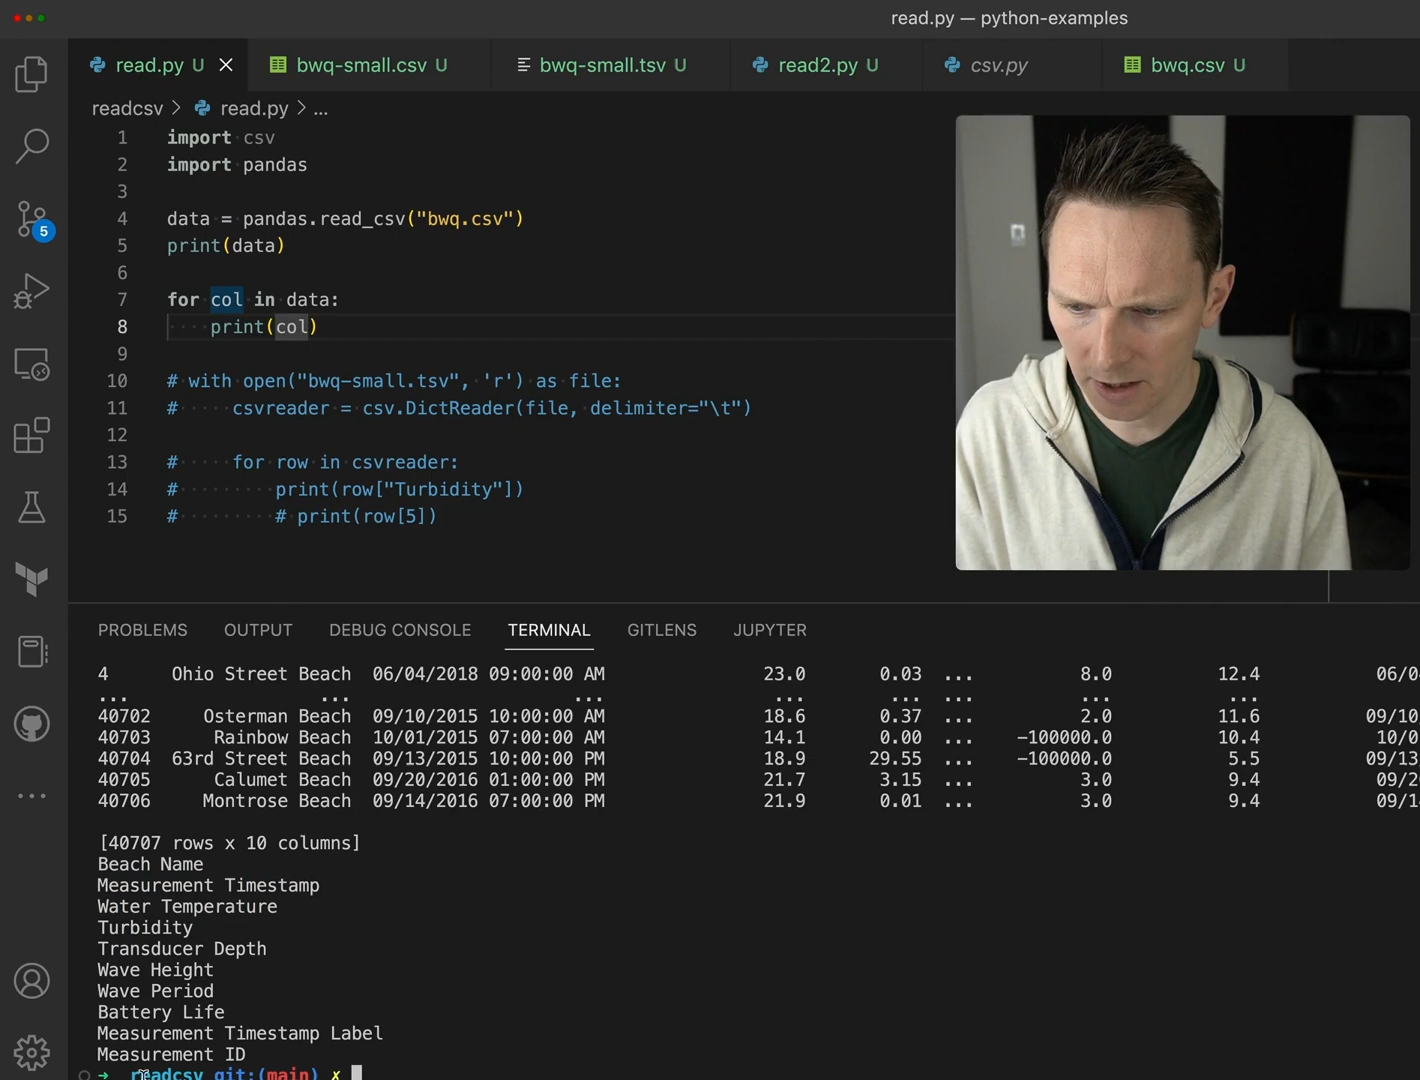 read.py — python-examples
read.py U bwq-small.csv U bwq-small.tsv U read2.py U csv.py bwq.csv U
readcsv > read.py > ...
1 import csv
2 import pandas
3
4 data = pandas.read_csv("bwq.csv")
5 print(data)
6
7 for col in data:
8 print(col)
9
10 # with open("bwq-small.tsv", 'r') as file:
11 # csvreader = csv.DictReader(file, delimiter="\t")
12
13 # for row in csvreader:
14 # print(row["Turbidity"])
15 # # print(row[5])
5
PROBLEMS OUTPUT DEBUG CONSOLE TERMINAL GITLENS JUPYTER
4 Ohio Street Beach 06/04/2018 09:00:00 AM 23.0 0.03 ... 8.0 12.4 06/0
... ... ... ... ... ... ... ...
40702 Osterman Beach 09/10/2015 10:00:00 AM 18.6 0.37 ... 2.0 11.6 09/10
40703 Rainbow Beach 10/01/2015 07:00:00 AM 14.1 0.00 ... -100000.0 10.4 10/0
40704 63rd Street Beach 09/13/2015 10:00:00 PM 18.9 29.55 ... -100000.0 5.5 09/13
40705 Calumet Beach 09/20/2016 01:00:00 PM 21.7 3.15 ... 3.0 9.4 09/2
40706 Montrose Beach 09/14/2016 07:00:00 PM 21.9 0.01 ... 3.0 9.4 09/1
[40707 rows x 10 columns]
Beach Name
Measurement Timestamp
Water Temperature
Turbidity
Transducer Depth
Wave Height
Wave Period
Battery Life
Measurement Timestamp Label
Measurement ID
➜ readcsv git:(main) ✗